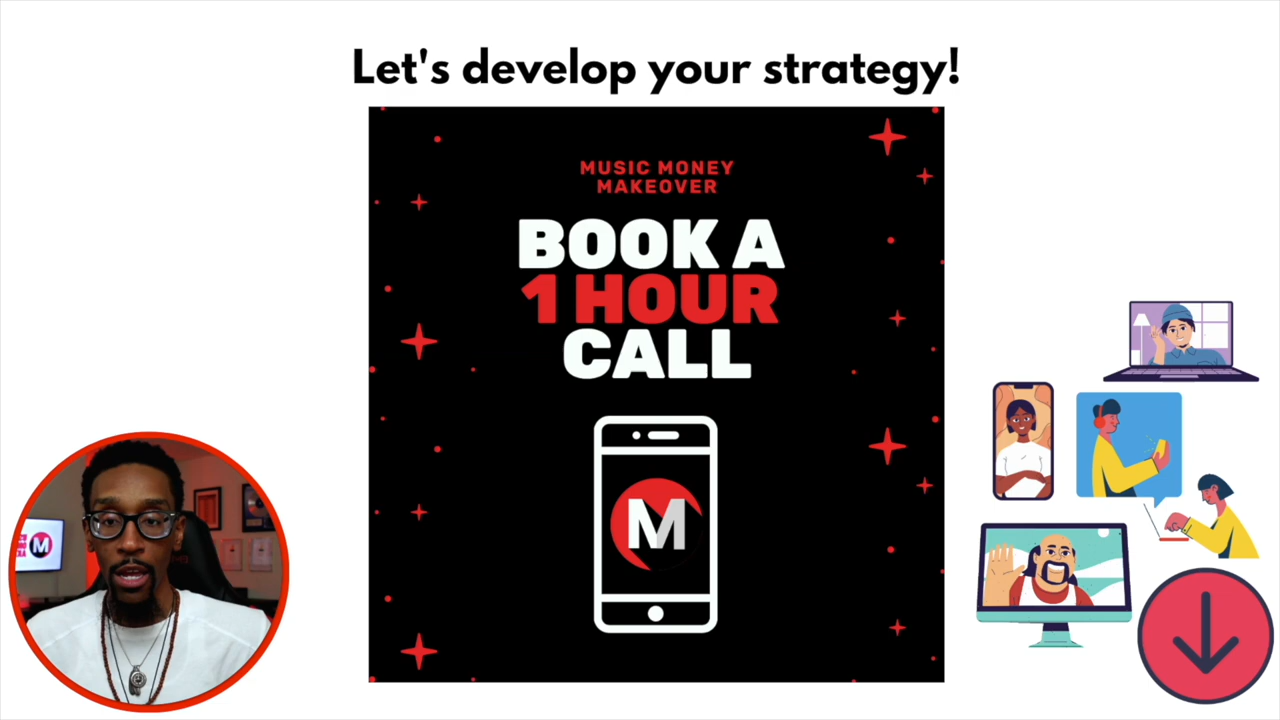 Let's develop your strategy!
MUSIC MONEY
MAKEOVER
BOOK A
1 HOUR
CALL
M
M